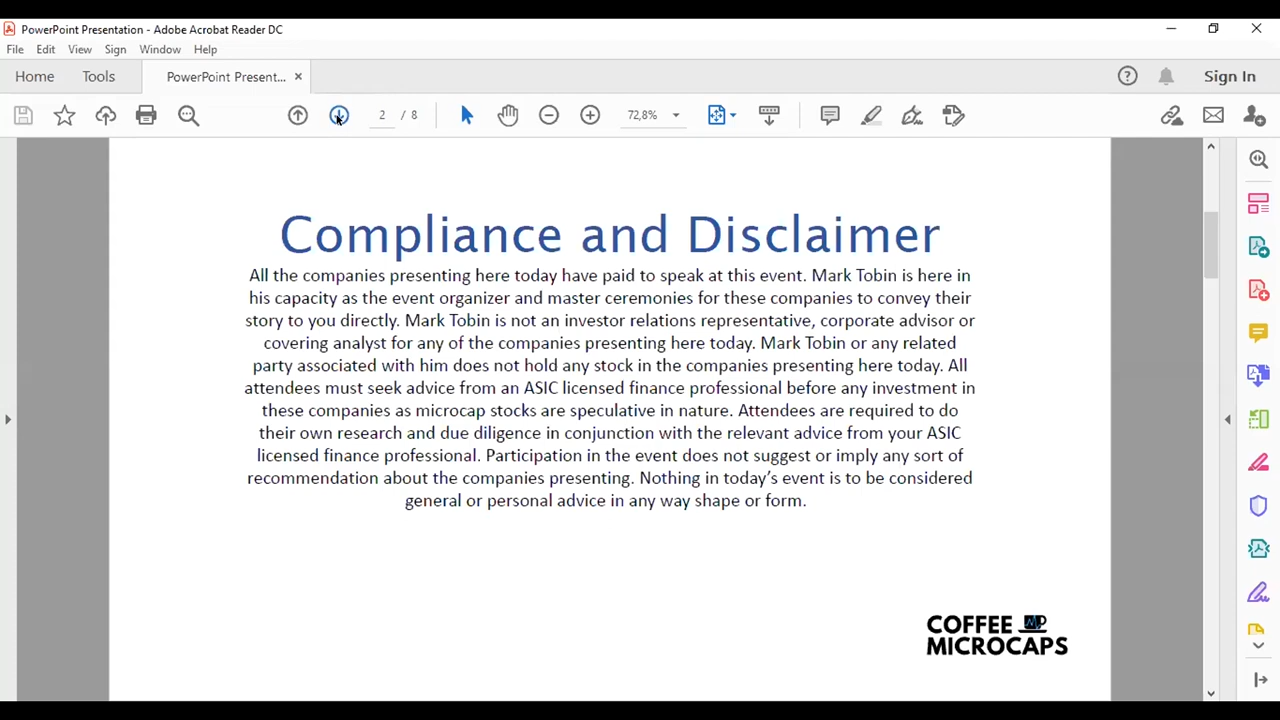 PowerPoint Presentation - Adobe Acrobat Reader DC
File Edit View Sign Window Help
Home Tools PowerPoint Present... × Sign In
2 / 8 72,8%
Compliance and Disclaimer
All the companies presenting here today have paid to speak at this event. Mark Tobin is here in
his capacity as the event organizer and master ceremonies for these companies to convey their
story to you directly. Mark Tobin is not an investor relations representative, corporate advisor or
covering analyst for any of the companies presenting here today. Mark Tobin or any related
party associated with him does not hold any stock in the companies presenting here today. All
attendees must seek advice from an ASIC licensed finance professional before any investment in
these companies as microcap stocks are speculative in nature. Attendees are required to do
their own research and due diligence in conjunction with the relevant advice from your ASIC
licensed finance professional. Participation in the event does not suggest or imply any sort of
recommendation about the companies presenting. Nothing in today’s event is to be considered
general or personal advice in any way shape or form.
COFFEE
MICROCAPS